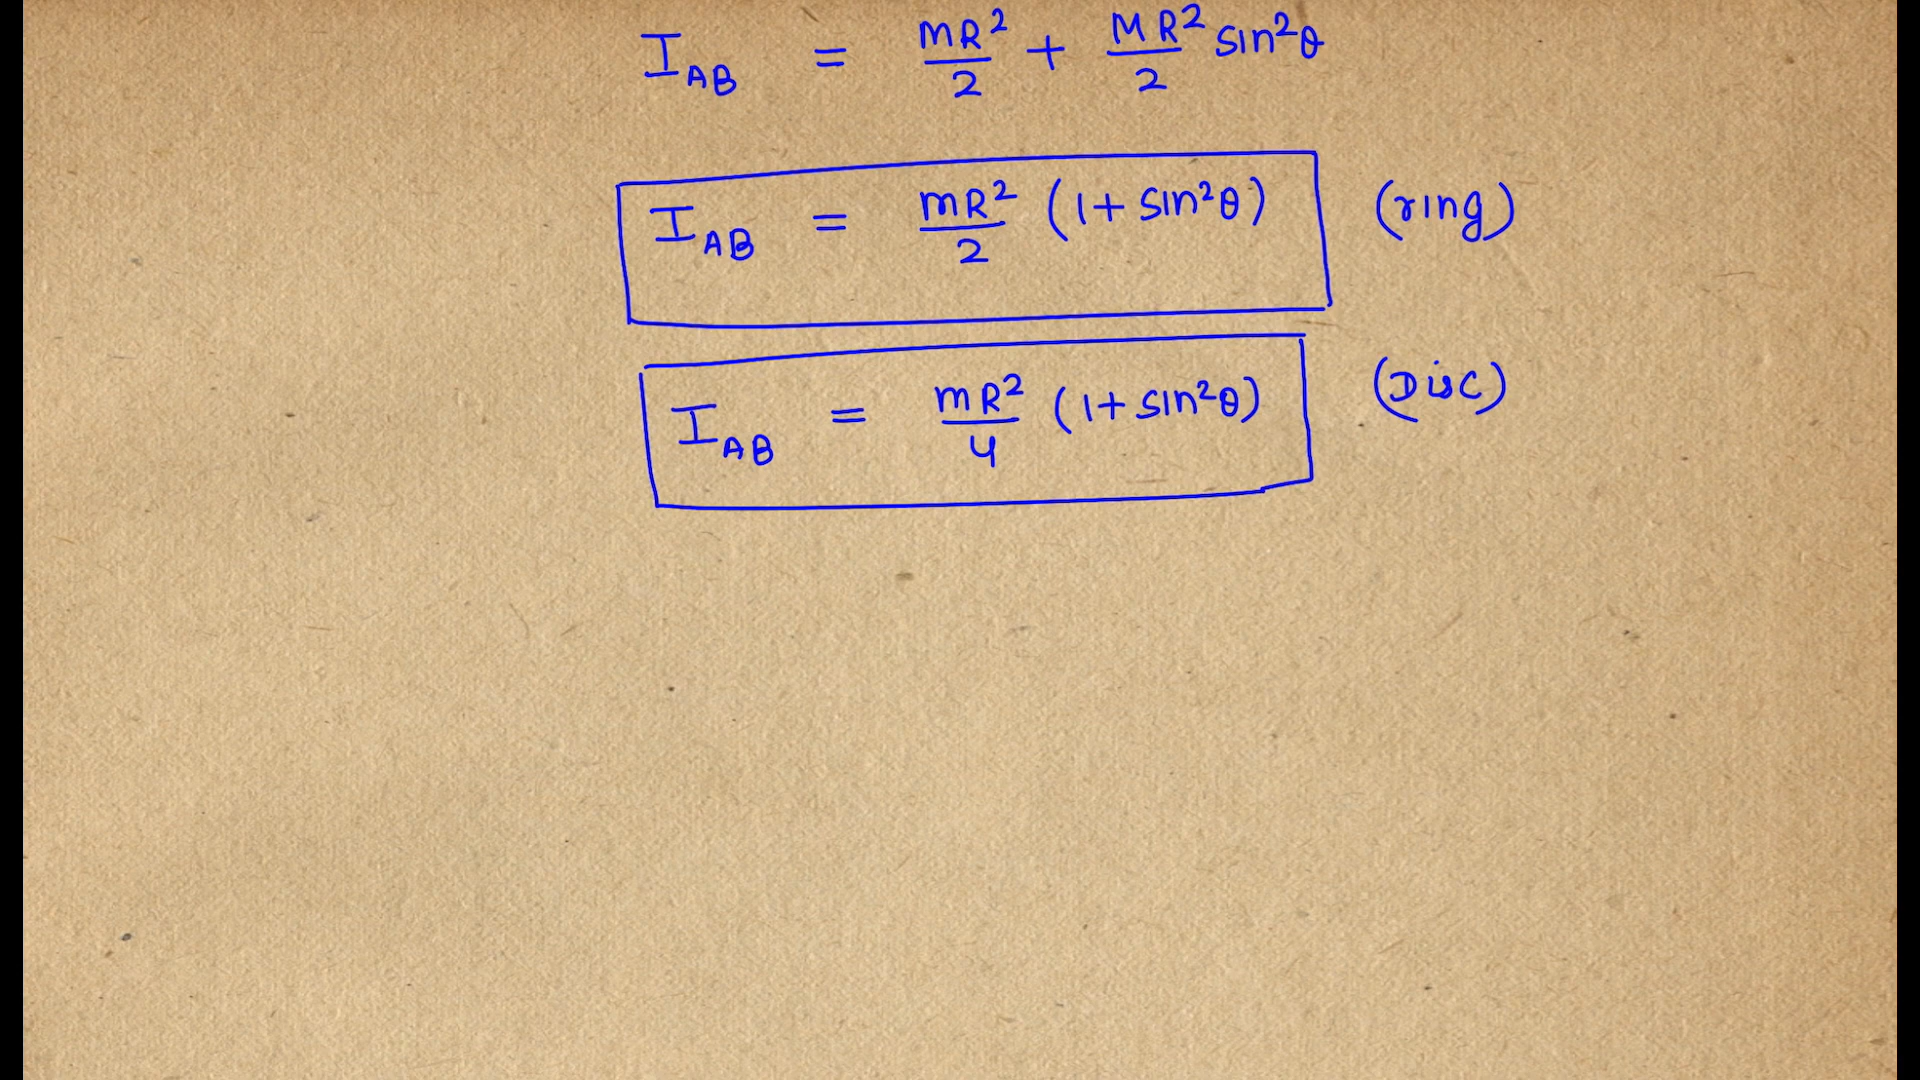 I_AB = mR²/2 + MR²/2 sin²θ
I_AB = mR²/2 (1 + sin²θ) (ring)
I_AB = mR²/4 (1 + sin²θ) (Disc)